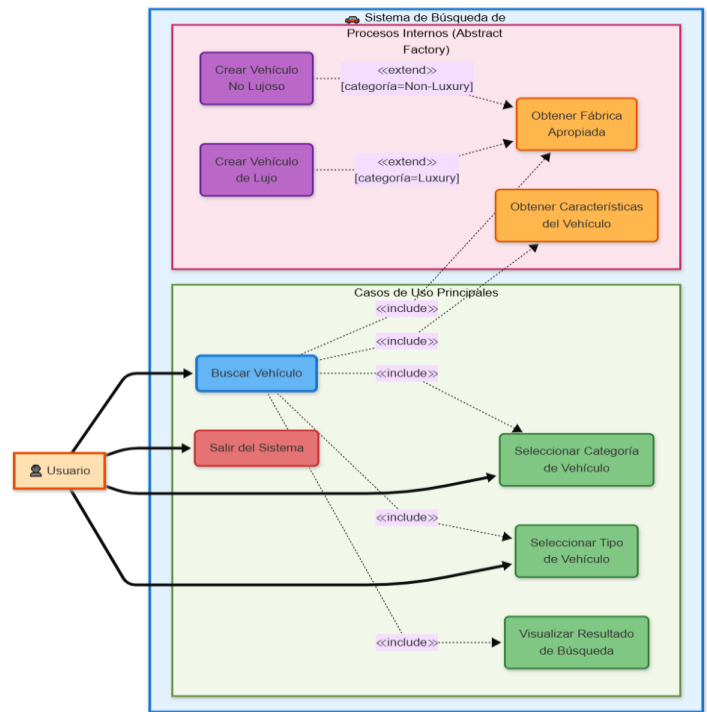 🚗 Sistema de Búsqueda de
Procesos Internos (Abstract
Factory)
Crear Vehículo
No Lujoso
«extend»
[categoría=Non-Luxury]
Obtener Fábrica
Apropiada
Crear Vehículo
de Lujo
«extend»
[categoría=Luxury]
Obtener Características
del Vehículo
Casos de Uso Principales
«include»
«include»
Buscar Vehículo
«include»
Salir del Sistema
Seleccionar Categoría
de Vehículo
👤 Usuario
«include»
Seleccionar Tipo
de Vehículo
Visualizar Resultado
de Búsqueda
«include»